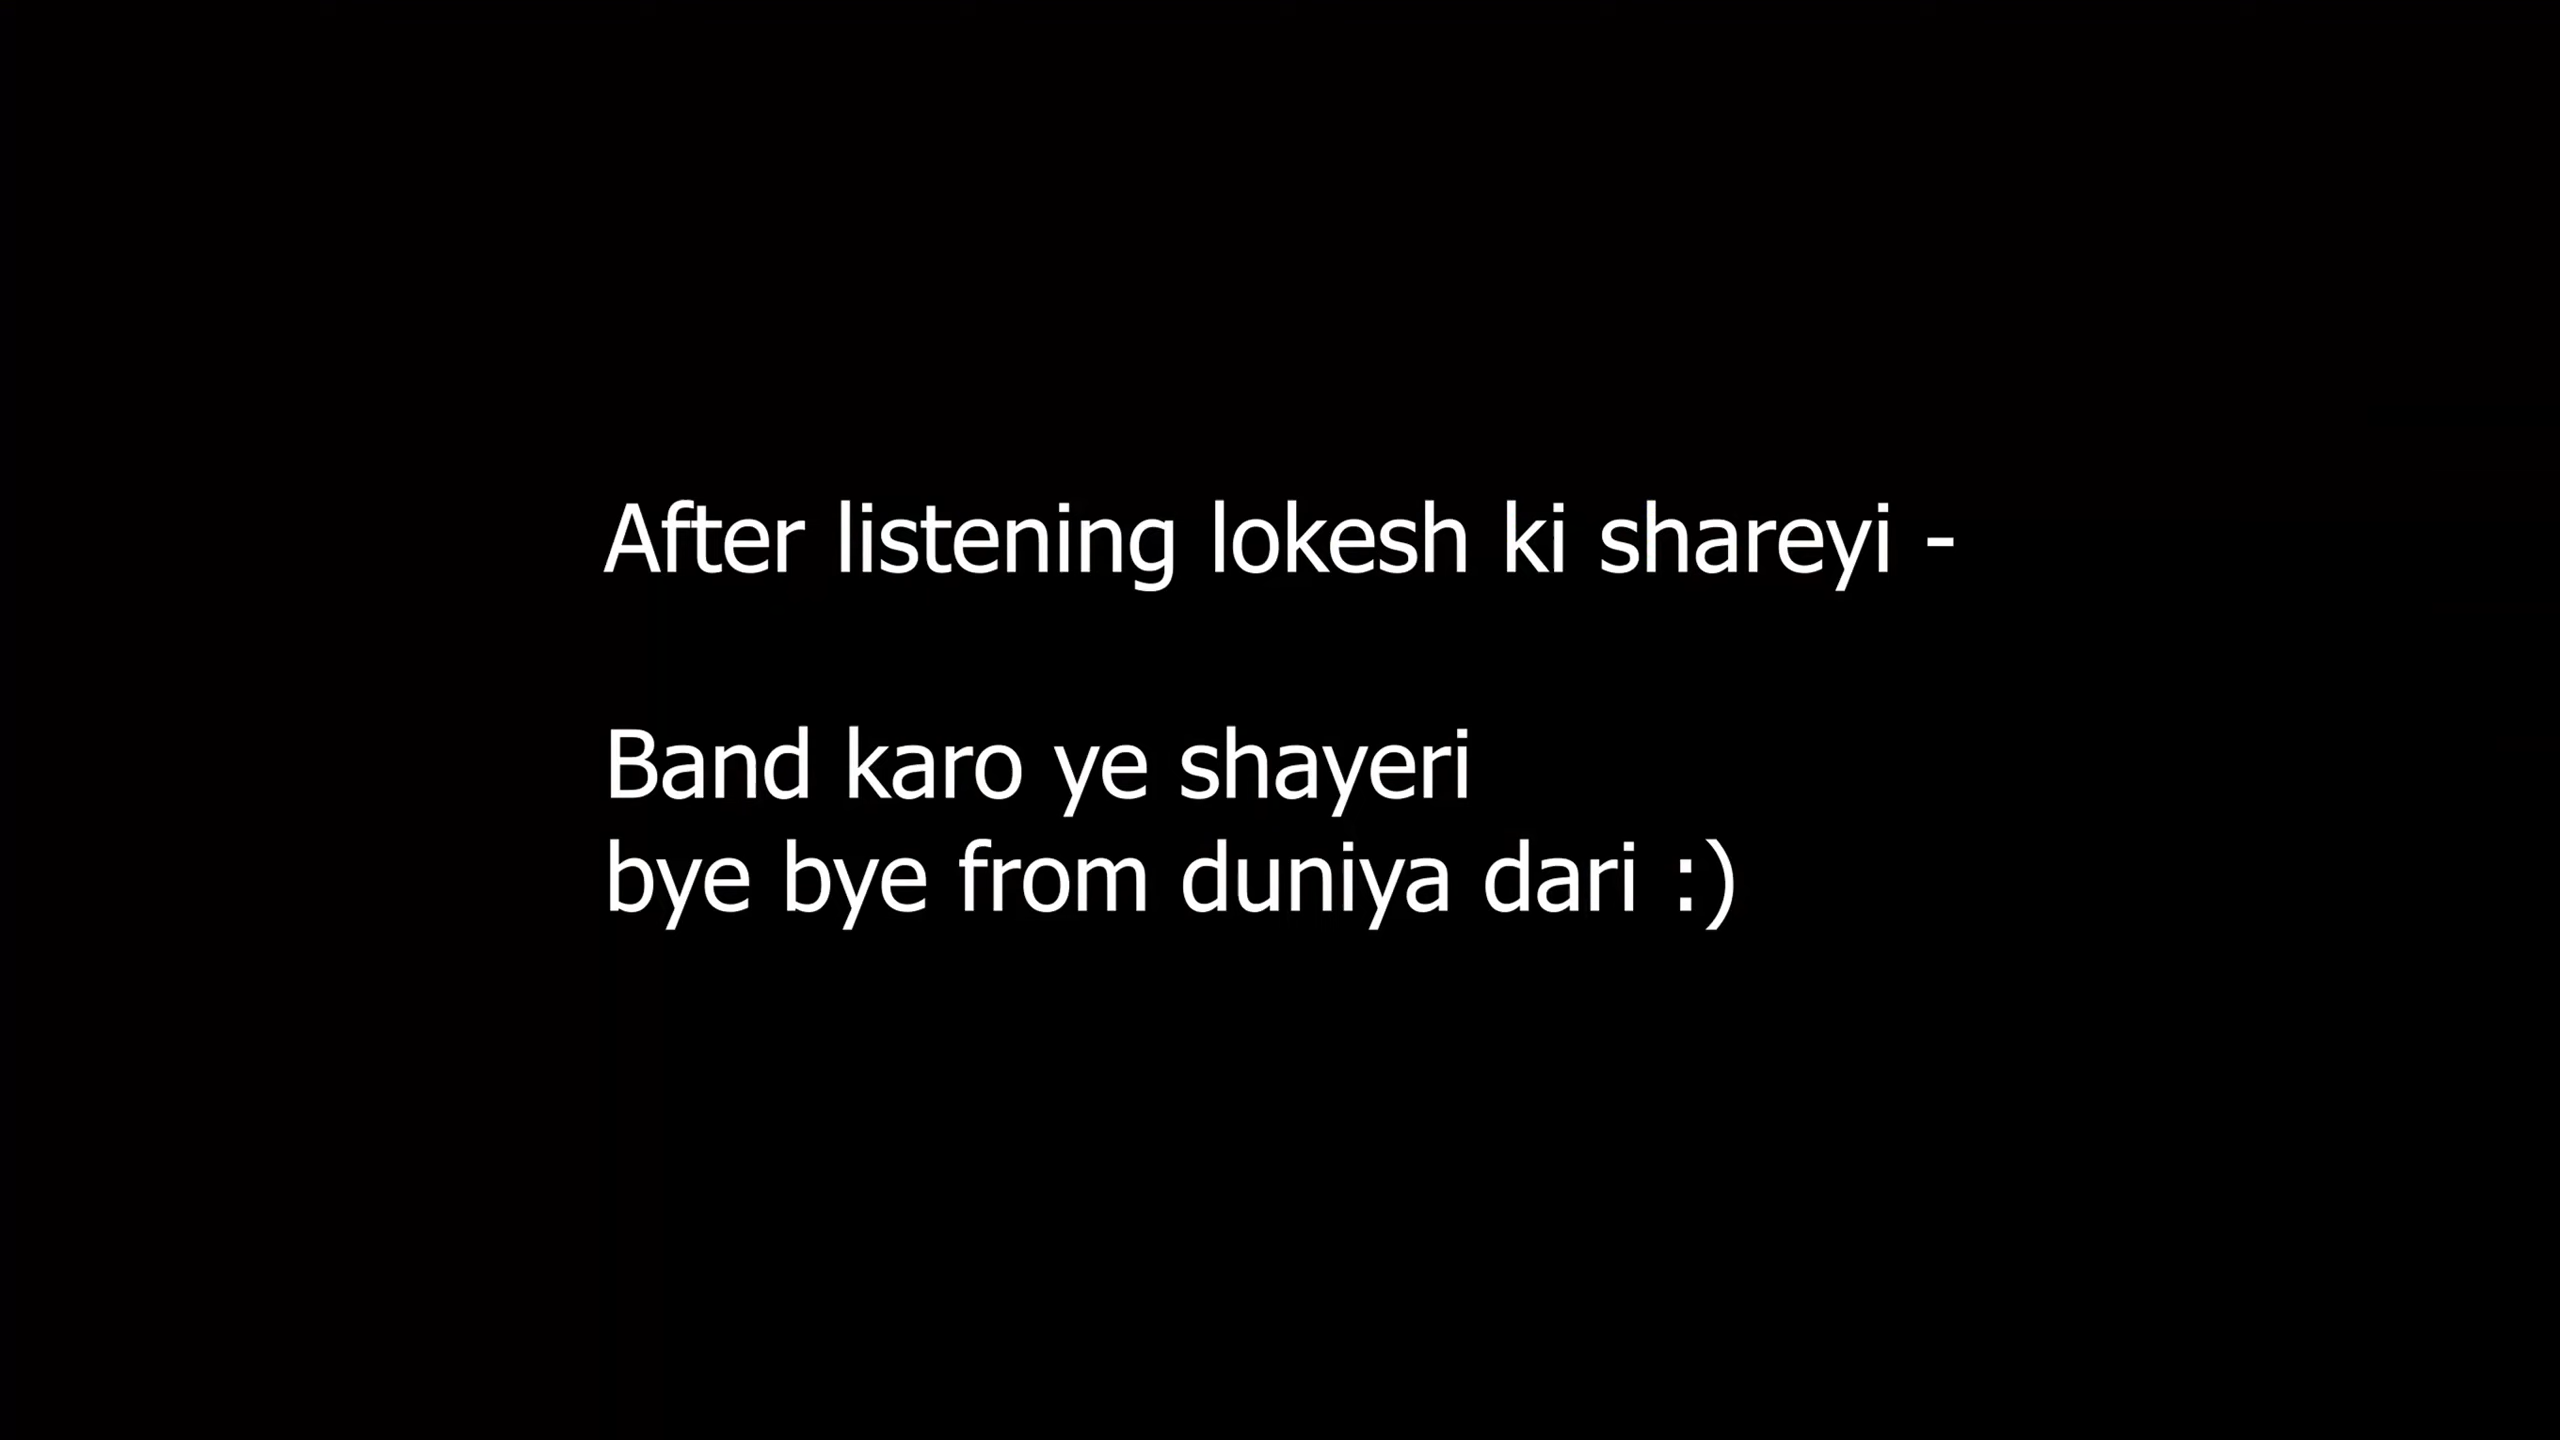 After listening lokesh ki shareyi -
Band karo ye shayeri
bye bye from duniya dari :)